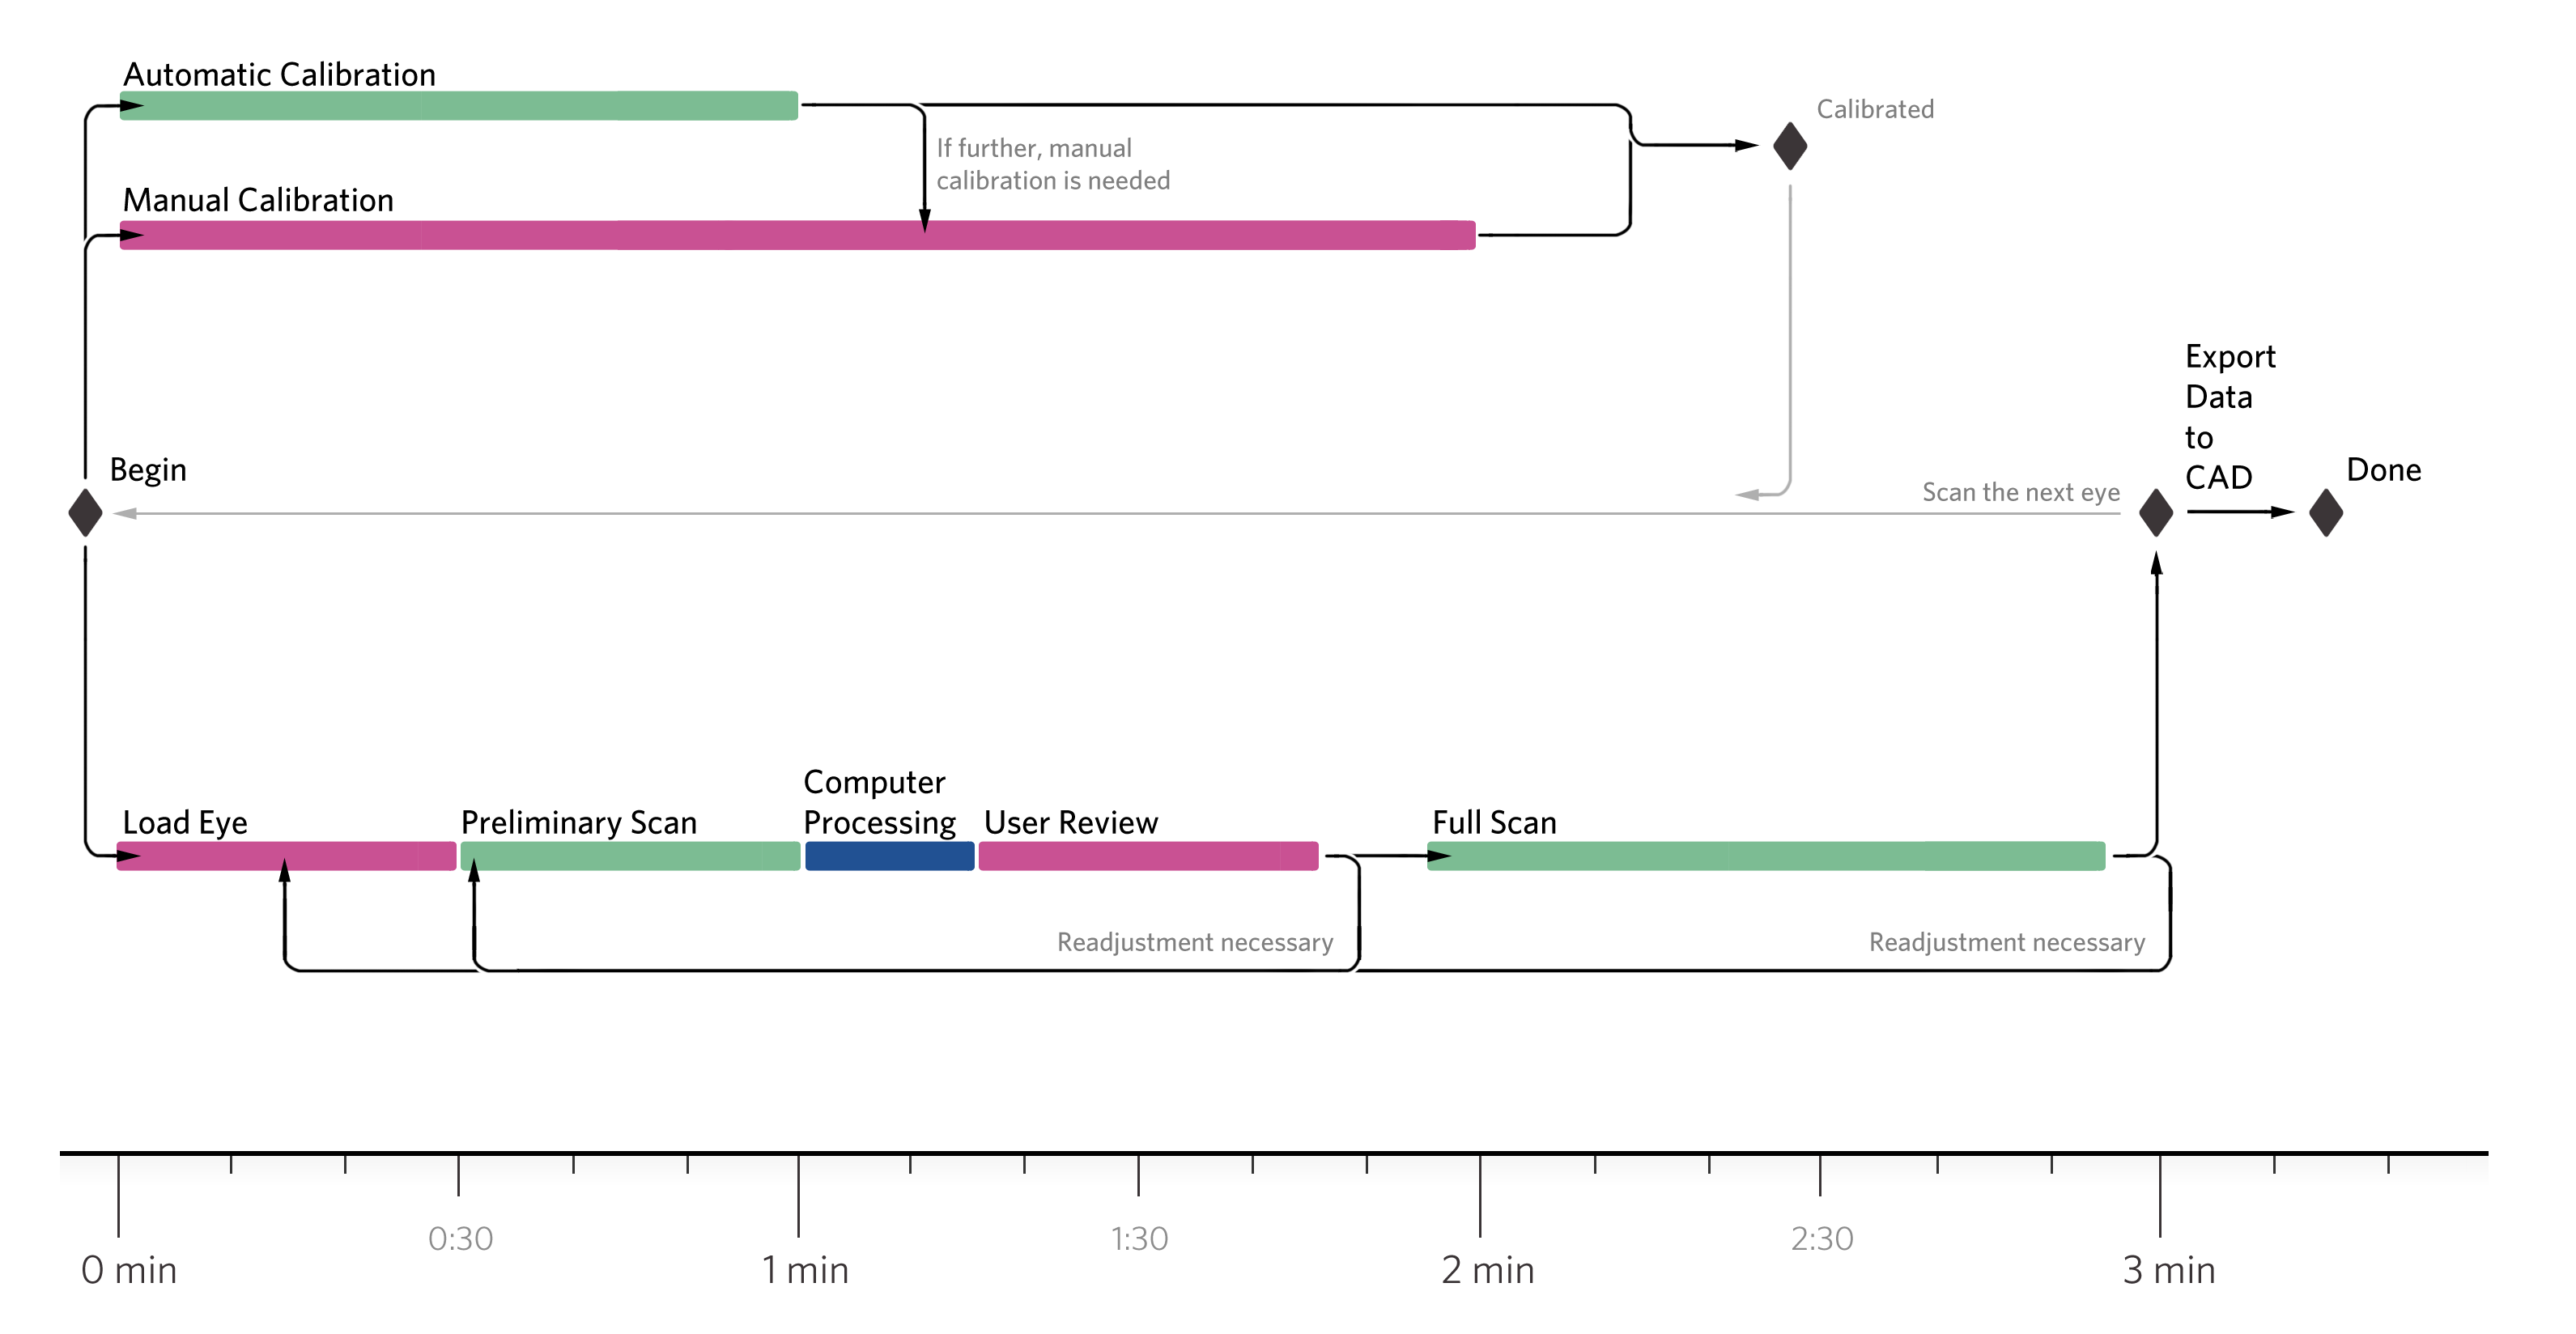 Automatic Calibration
Calibrated
If further, manual
calibration is needed
Manual Calibration
Export
Data
to
CAD
Begin
Done
Scan the next eye
Computer
Processing
Load Eye
Preliminary Scan
User Review
Full Scan
Readjustment necessary
Readjustment necessary
0:30
1:30
2:30
0 min
1 min
2 min
3 min